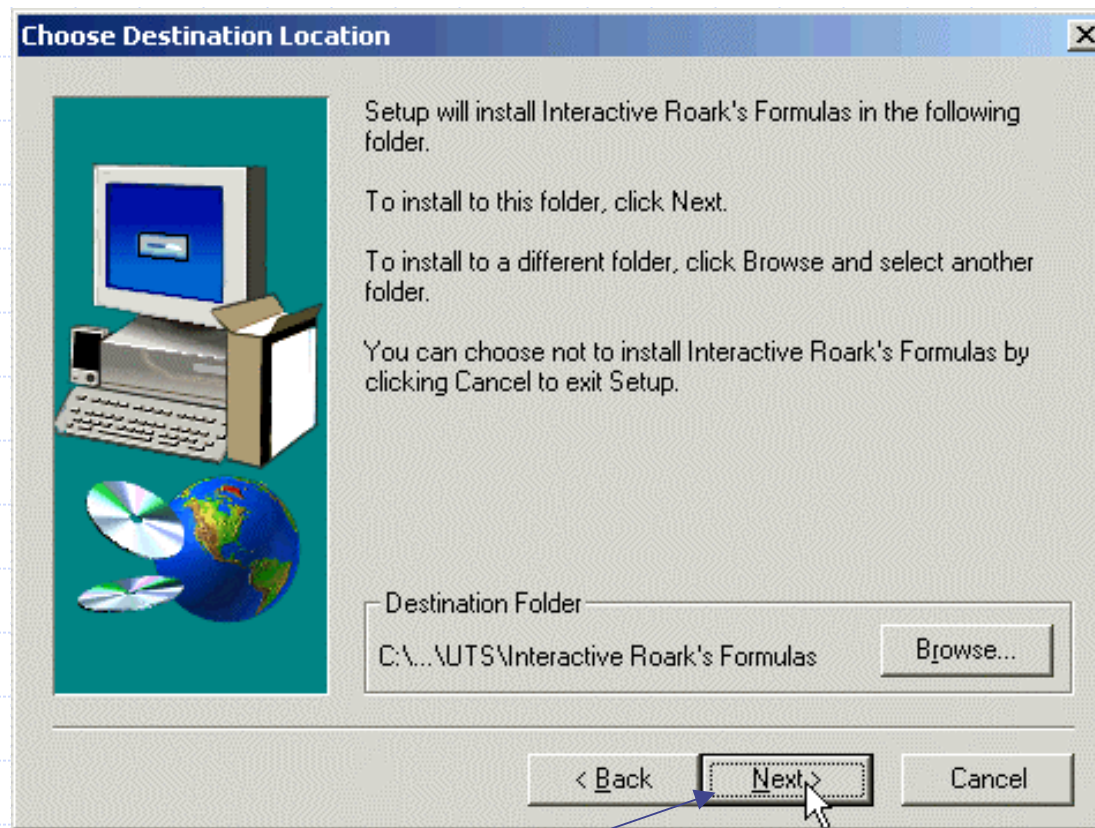 Choose Destination Location
Setup will install Interactive Roark's Formulas in the following
folder.
To install to this folder, click Next.
To install to a different folder, click Browse and select another
folder.
You can choose not to install Interactive Roark's Formulas by
clicking Cancel to exit Setup.
Destination Folder
C:\...\UTS\Interactive Roark's Formulas
Browse...
< Back
Next >
Cancel